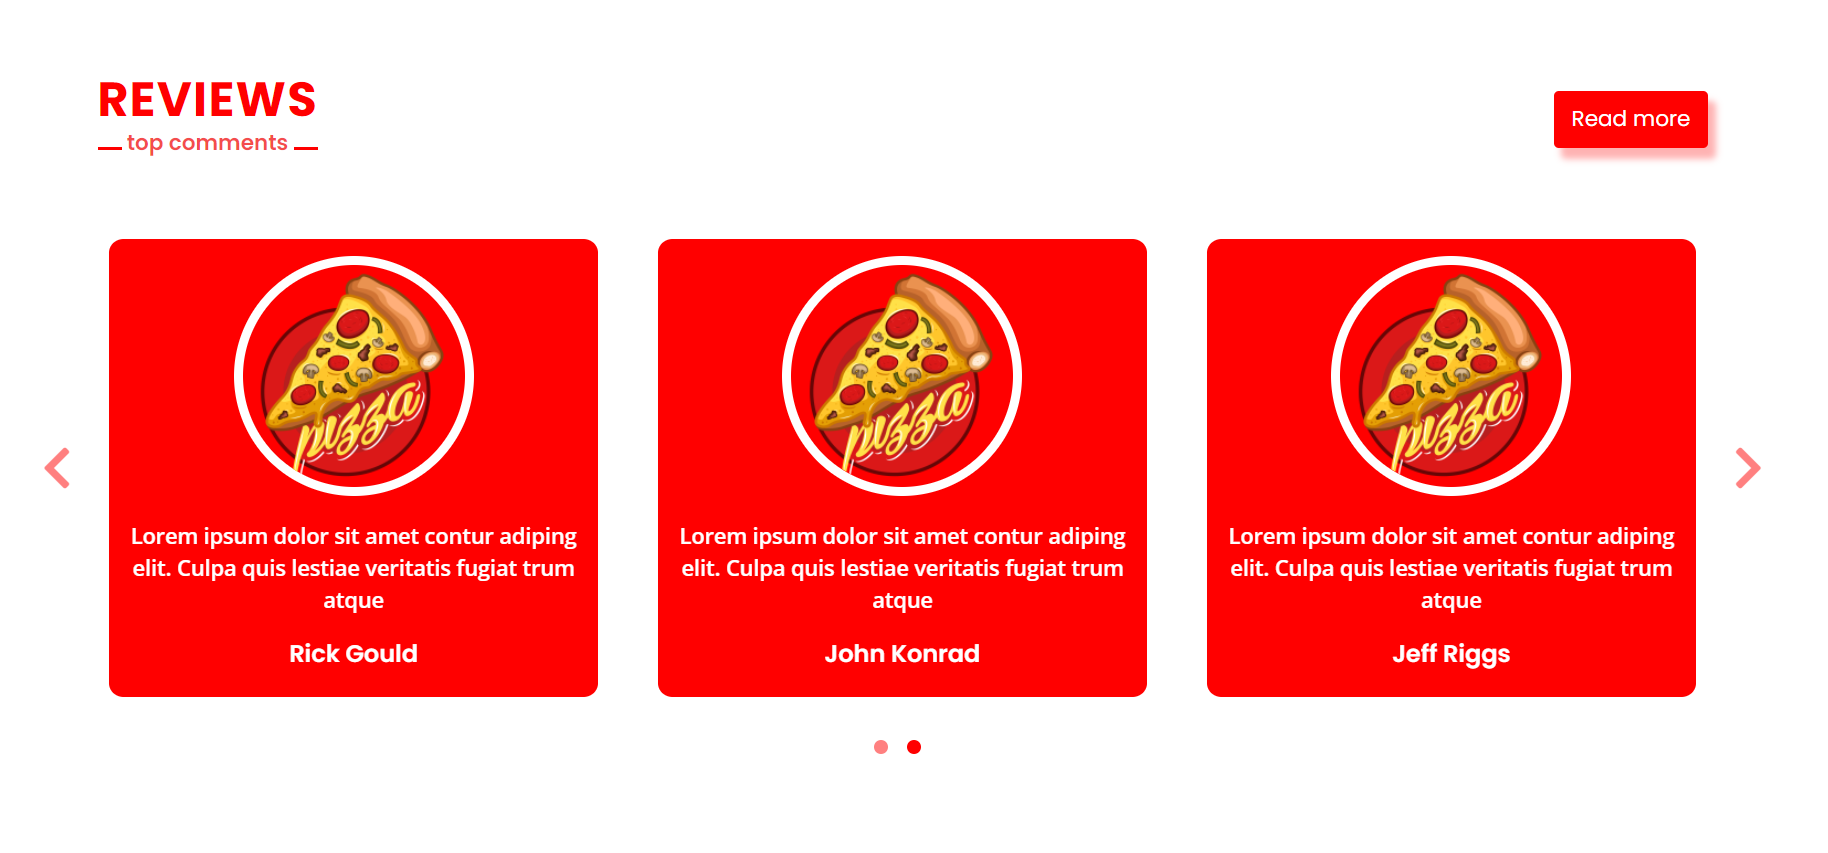 REVIEWS
top comments
Read more
pizza
Lorem ipsum dolor sit amet contur adiping
elit. Culpa quis lestiae veritatis fugiat trum
atque
Rick Gould
pizza
Lorem ipsum dolor sit amet contur adiping
elit. Culpa quis lestiae veritatis fugiat trum
atque
John Konrad
pizza
Lorem ipsum dolor sit amet contur adiping
elit. Culpa quis lestiae veritatis fugiat trum
atque
Jeff Riggs